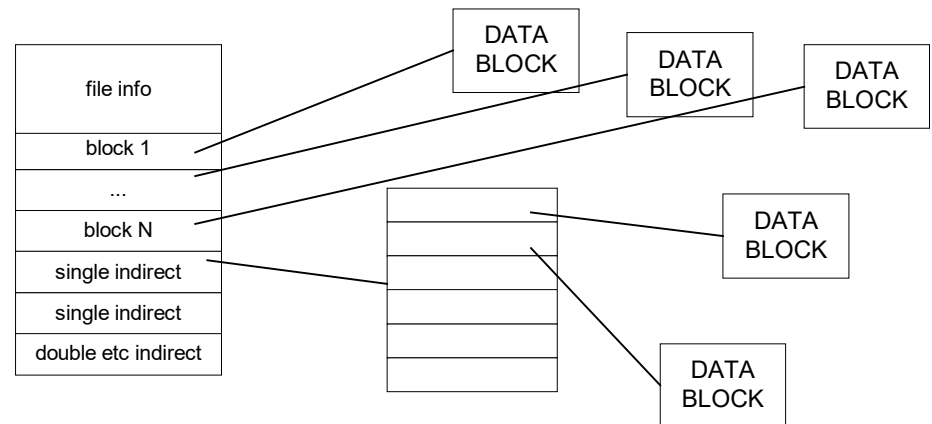 DATA
BLOCK
DATA
BLOCK
DATA
BLOCK
file info
block 1
...
block N
single indirect
single indirect
double etc indirect
DATA
BLOCK
DATA
BLOCK